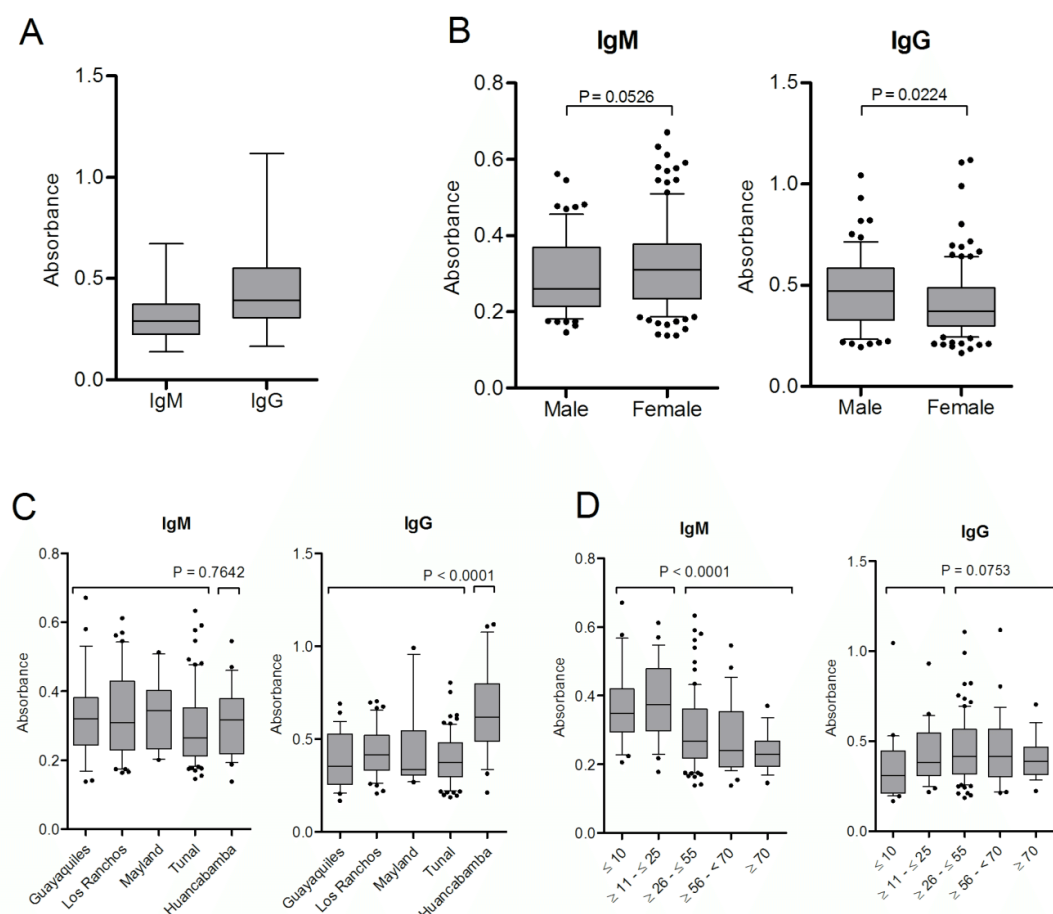 A
1.5
1.0
0.5
0.0
Absorbance
IgM
IgG
B
IgM
0.8
0.6
0.4
0.2
0.0
Absorbance
P = 0.0526
Male
Female
IgG
1.5
1.0
0.5
0.0
Absorbance
P = 0.0224
Male
Female
C
IgM
0.8
0.6
0.4
0.2
0.0
Absorbance
P = 0.7642
Guayaquiles
Los Ranchos
Mayland
Tunal
Huancabamba
IgG
1.5
1.0
0.5
0.0
Absorbance
P < 0.0001
Guayaquiles
Los Ranchos
Mayland
Tunal
Huancabamba
D
IgM
0.8
0.6
0.4
0.2
0.0
Absorbance
P < 0.0001
≤ 10
≥ 11 - ≤ 25
≥ 26 - ≤ 55
≥ 56 - < 70
≥ 70
IgG
1.5
1.0
0.5
0.0
Absorbance
P = 0.0753
≤ 10
≥ 11 - ≤ 25
≥ 26 - ≤ 55
≥ 56 - < 70
≥ 70